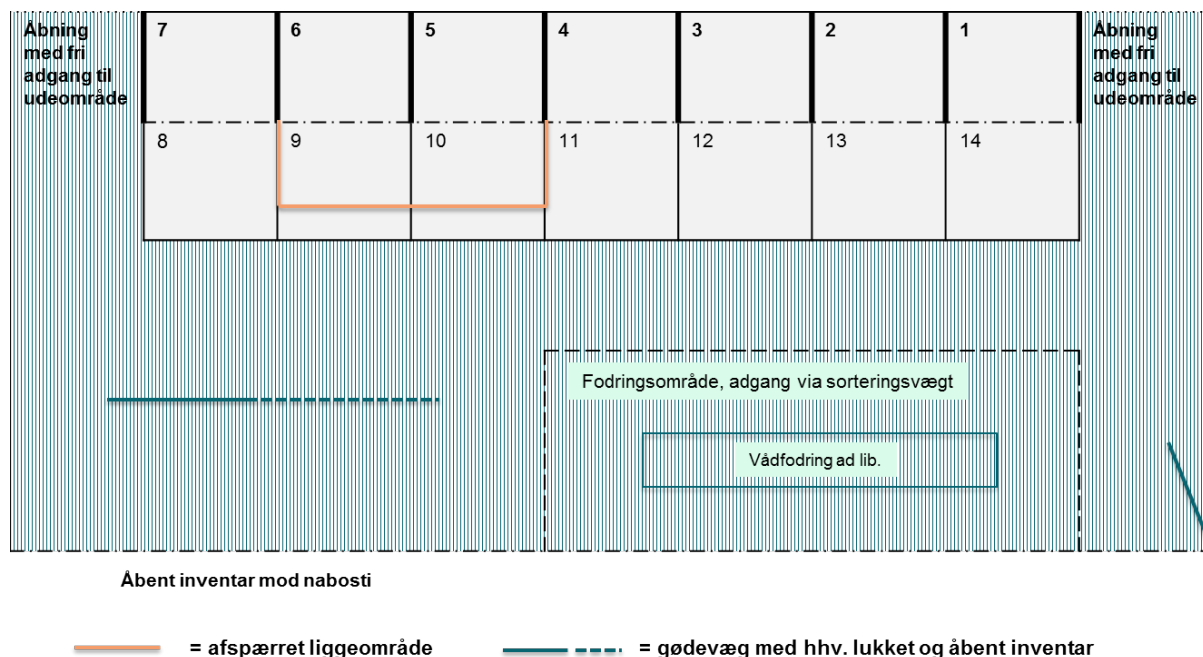 Åbning
med fri
adgang til
udeområde
7 6 5 4 3 2 1
Åbning
med fri
adgang til
udeområde
8 9 10 11 12 13 14
Fodringsområde, adgang via sorteringsvægt
Vådfodring ad lib.
Åbent inventar mod nabosti
= afspærret liggeområde
= gødevæg med hhv. lukket og åbent inventar